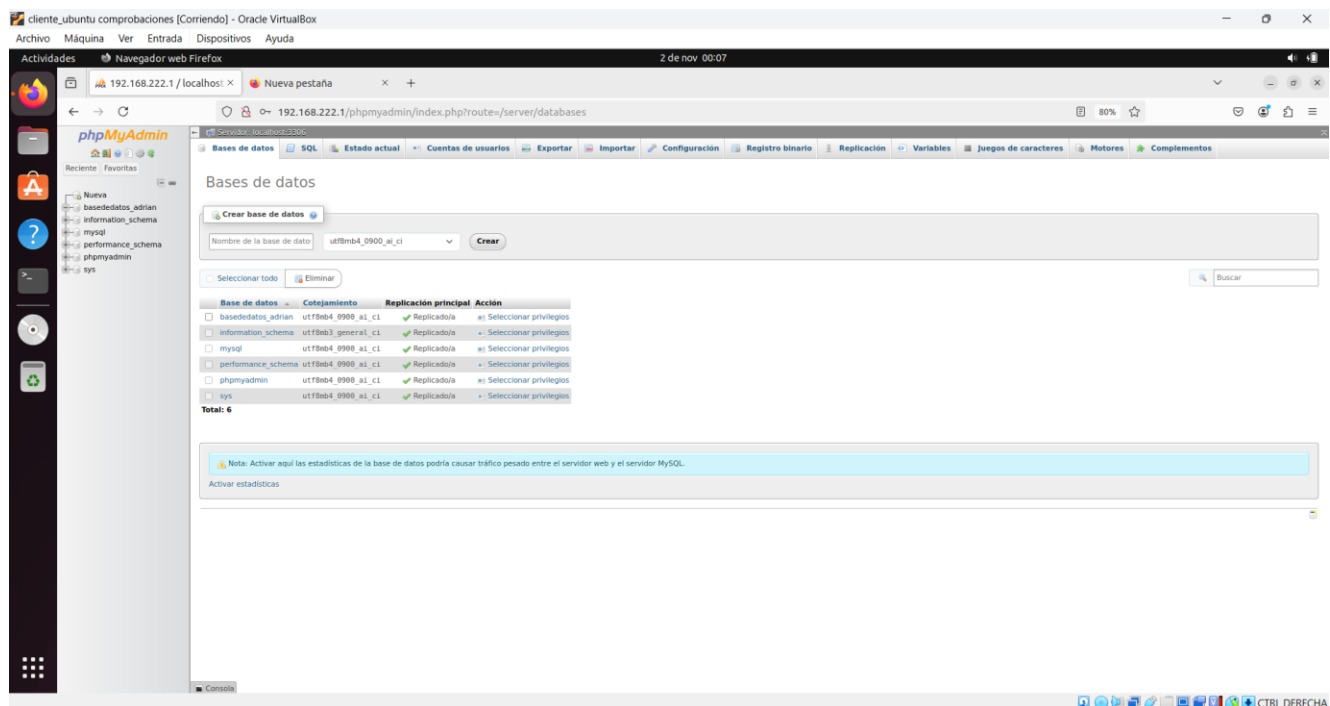 cliente_ubuntu comprobaciones [Corriendo] - Oracle VirtualBox
Archivo Máquina Ver Entrada Dispositivos Ayuda
Actividades Navegador web Firefox 2 de nov 00:07
192.168.222.1 / localhost Nueva pestaña
192.168.222.1/phpmyadmin/index.php?route=/server/databases 80%
phpMyAdmin
Reciente Favoritas
Nueva
basededatos_adrian
information_schema
mysql
performance_schema
phpmyadmin
sys
Servidor: localhost:3306
Bases de datos SQL Estado actual Cuentas de usuarios Exportar Importar Configuración Registro binario Replicación Variables Juegos de caracteres Motores Complementos
Bases de datos
Crear base de datos
Nombre de la base de dato utf8mb4_0900_ai_ci Crear
Seleccionar todo Eliminar Buscar
Base de datos Cotejamiento Replicación principal Acción
basededatos_adrian utf8mb4_0900_ai_ci Replicado/a Seleccionar privilegios
information_schema utf8mb3_general_ci Replicado/a Seleccionar privilegios
mysql utf8mb4_0900_ai_ci Replicado/a Seleccionar privilegios
performance_schema utf8mb4_0900_ai_ci Replicado/a Seleccionar privilegios
phpmyadmin utf8mb4_0900_ai_ci Replicado/a Seleccionar privilegios
sys utf8mb4_0900_ai_ci Replicado/a Seleccionar privilegios
Total: 6
Nota: Activar aquí las estadísticas de la base de datos podría causar tráfico pesado entre el servidor web y el servidor MySQL.
Activar estadísticas
Consola
CTRL DERECHA